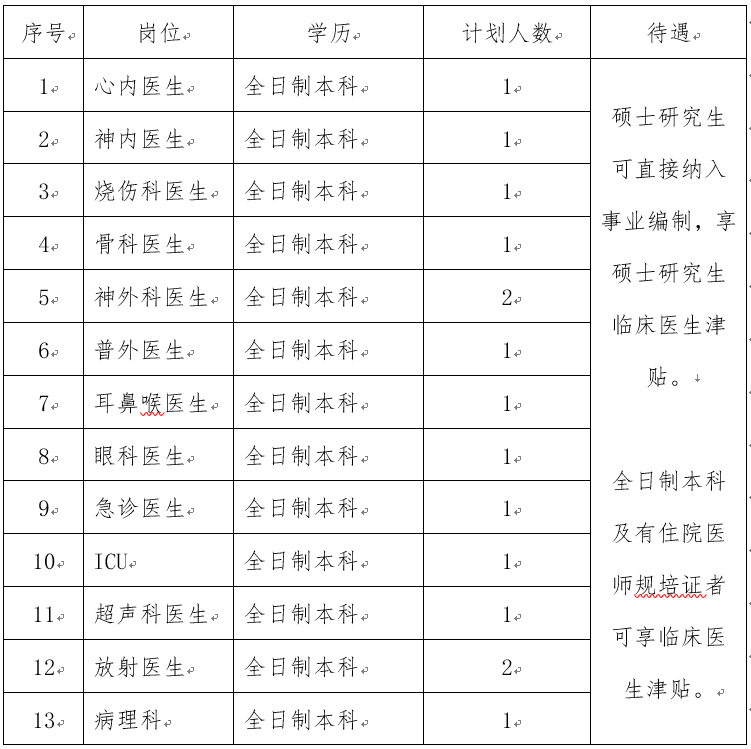 序号 岗位 学历 计划人数 待遇
1 心内医生 全日制本科 1
2 神内医生 全日制本科 1
3 烧伤科医生 全日制本科 1
4 骨科医生 全日制本科 1
5 神外科医生 全日制本科 2
6 普外医生 全日制本科 1
7 耳鼻喉医生 全日制本科 1
8 眼科医生 全日制本科 1
9 急诊医生 全日制本科 1
10 ICU 全日制本科 1
11 超声科医生 全日制本科 1
12 放射医生 全日制本科 2
13 病理科 全日制本科 1
硕士研究生
可直接纳入
事业编制，享
硕士研究生
临床医生津
贴。
全日制本科
及有住院医
师规培证者
可享临床医
生津贴。